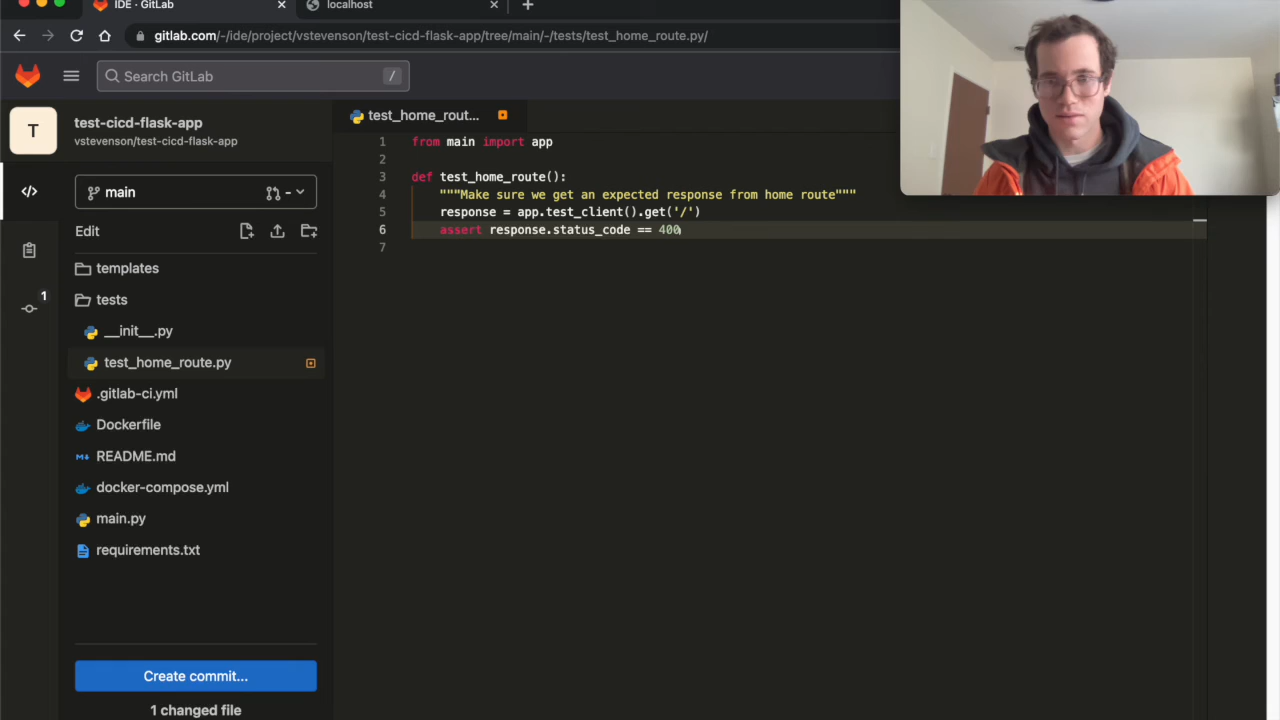 IDE · GitLab
localhost
gitlab.com/-/ide/project/vstevenson/test-cicd-flask-app/tree/main/-/tests/test_home_route.py/
Search GitLab /
T
test-cicd-flask-app
vstevenson/test-cicd-flask-app
main
-
Edit
templates
tests
__init__.py
test_home_route.py
.gitlab-ci.yml
Dockerfile
README.md
docker-compose.yml
main.py
requirements.txt
1
Create commit...
1 changed file
test_home_rout...
1 from main import app
2
3 def test_home_route():
4 """Make sure we get an expected response from home route"""
5 response = app.test_client().get('/')
6 assert response.status_code == 400
7